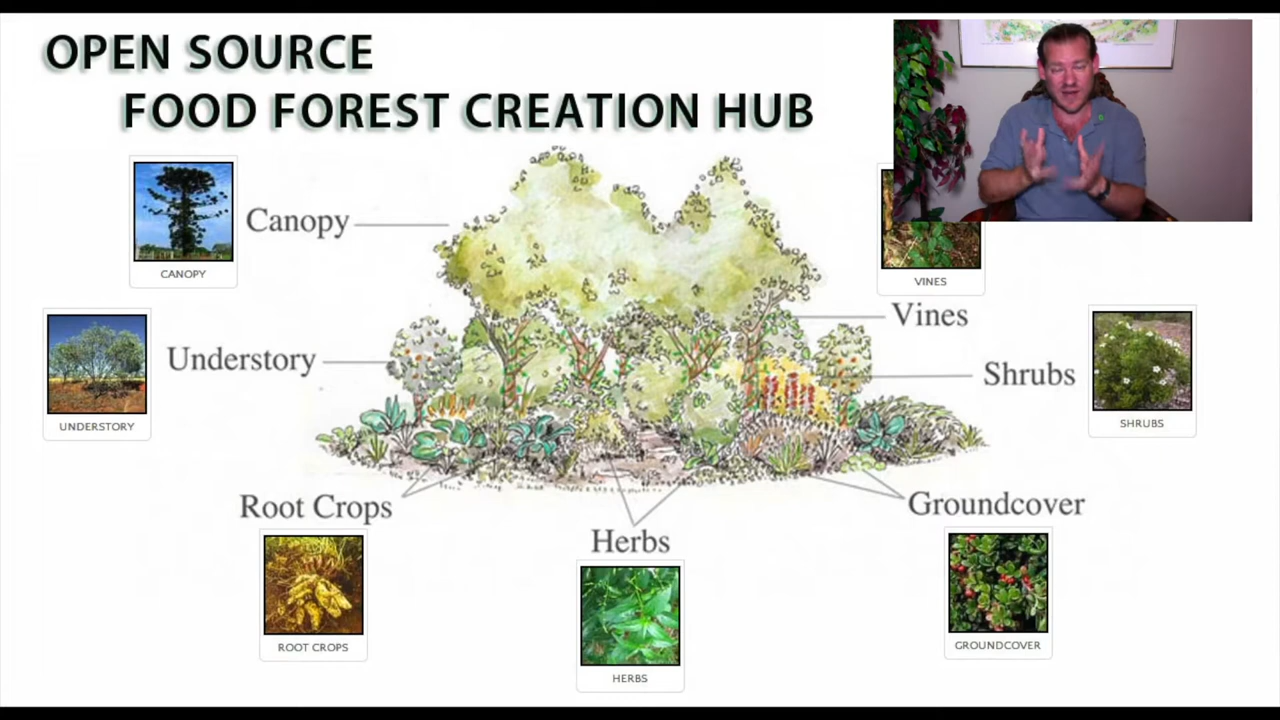 OPEN SOURCE
FOOD FOREST CREATION HUB
CANOPY
Canopy
VINES
Vines
UNDERSTORY
Understory
Shrubs
SHRUBS
Root Crops
ROOT CROPS
Herbs
HERBS
Groundcover
GROUNDCOVER